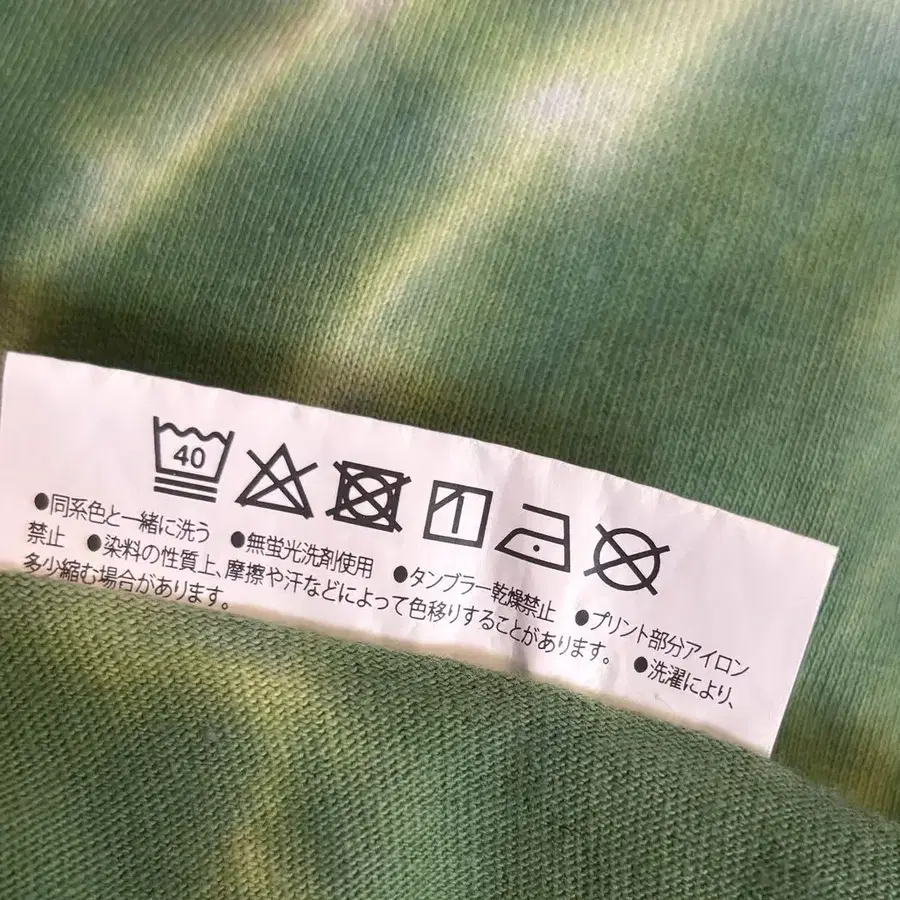 40
●同系色と一緒に洗う ●無蛍光洗剤使用 ●タンブラー乾燥禁止 ●プリント部分アイロン
禁止 ●染料の性質上、摩擦や汗などによって色移りすることがあります。 ●洗濯により、
多少縮む場合があります。